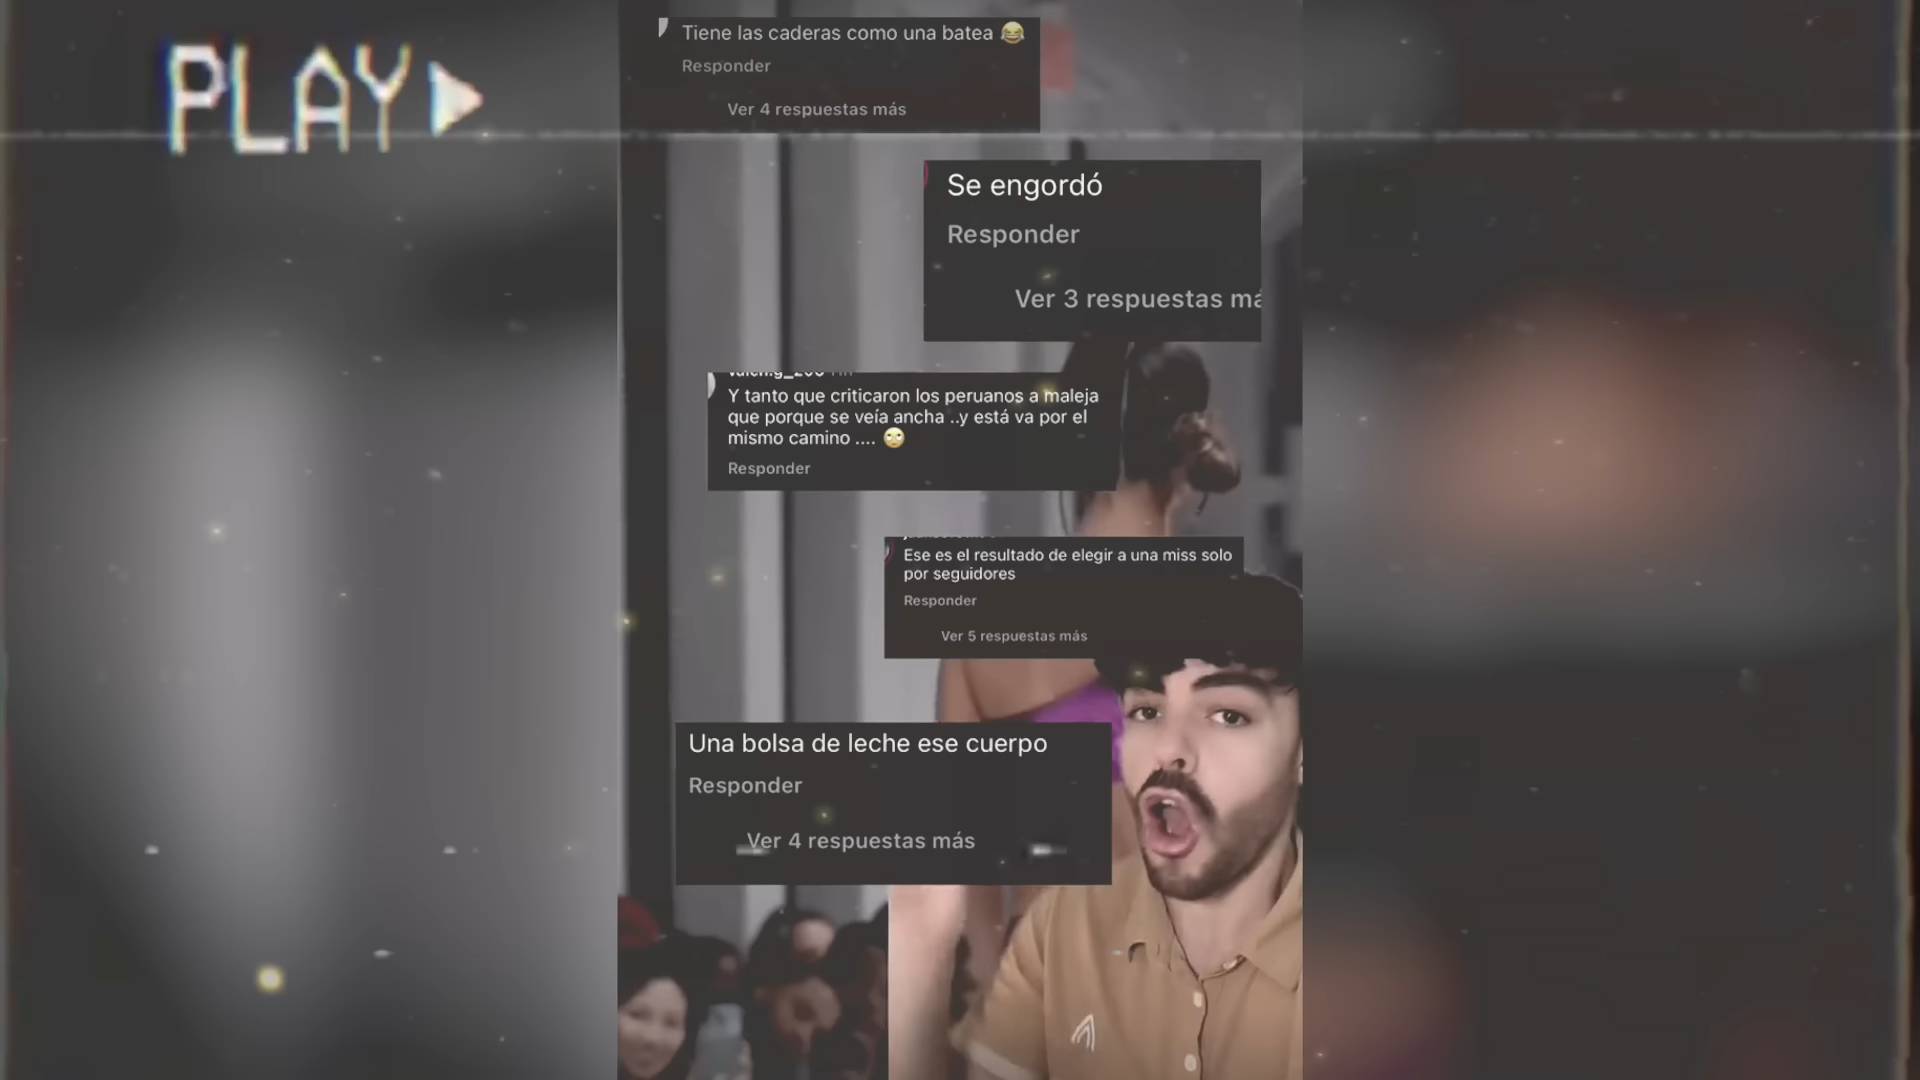 PLAY
Tiene las caderas como una batea 😂
Responder
Ver 4 respuestas más
Se engordó
Responder
Ver 3 respuestas má
Y tanto que criticaron los peruanos a maleja
que porque se veía ancha ..y está va por el
mismo camino .... 🙄
Responder
Ese es el resultado de elegir a una miss solo
por seguidores
Responder
Ver 5 respuestas más
Una bolsa de leche ese cuerpo
Responder
Ver 4 respuestas más